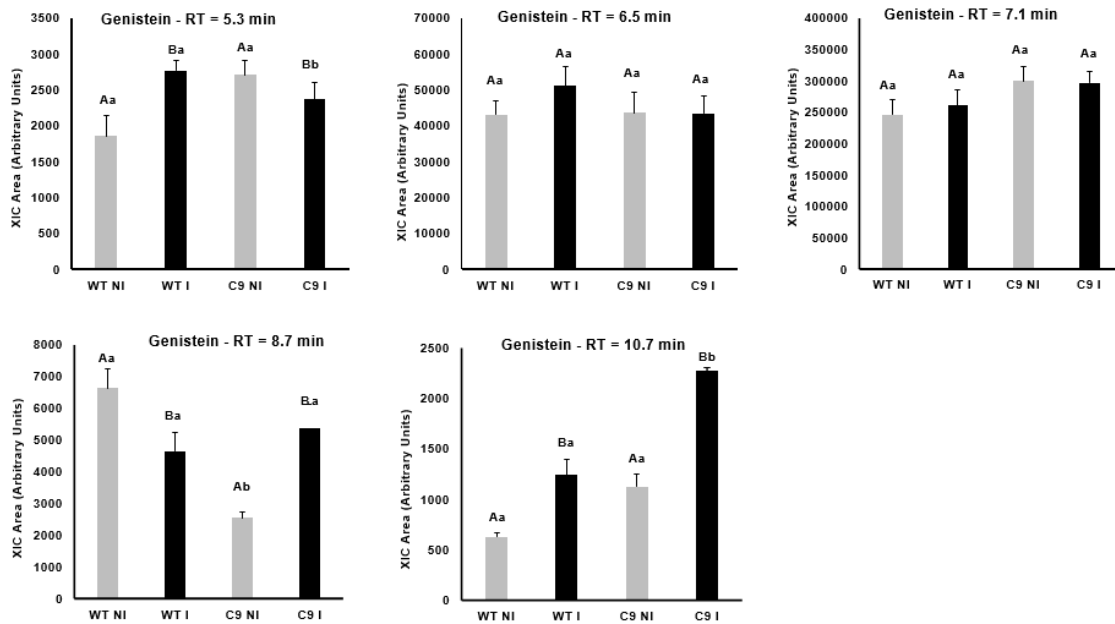 Genistein - RT = 5.3 min
XIC Area (Arbitrary Units)
3500
3000
2500
2000
1500
1000
500
0
Aa
Ba
Aa
Bb
WT NI
WT I
C9 NI
C9 I
Genistein - RT = 6.5 min
XIC Area (Arbitrary Units)
70000
60000
50000
40000
30000
20000
10000
0
Aa
Aa
Aa
Aa
WT NI
WT I
C9 NI
C9 I
Genistein - RT = 7.1 min
XIC Area (Arbitrary Units)
400000
350000
300000
250000
200000
150000
100000
50000
0
Aa
Aa
Aa
Aa
WT NI
WT I
C9 NI
C9 I
Genistein - RT = 8.7 min
XIC Area (Arbitrary Units)
8000
7000
6000
5000
4000
3000
2000
1000
0
Aa
Ba
Ab
Ba
WT NI
WT I
C9 NI
C9 I
Genistein - RT = 10.7 min
XIC Area (Arbitrary Units)
2500
2000
1500
1000
500
0
Aa
Ba
Aa
Bb
WT NI
WT I
C9 NI
C9 I